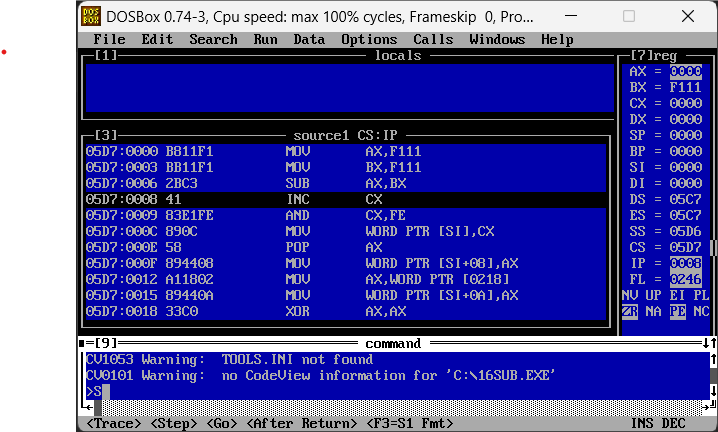 DOSBox 0.74-3, Cpu speed: max 100% cycles, Frameskip 0, Pro...
File Edit Search Run Data Options Calls Windows Help
[1] locals
[7]reg
AX = 0000
BX = F111
CX = 0000
DX = 0000
SP = 0000
BP = 0000
SI = 0000
DI = 0000
DS = 05C7
ES = 05C7
SS = 05D6
CS = 05D7
IP = 0008
FL = 0246
NV UP EI PL
ZR NA PE NC
[3] source1 CS:IP
05D7:0000 B811F1 MOV AX,F111
05D7:0003 BB11F1 MOV BX,F111
05D7:0006 2BC3 SUB AX,BX
05D7:0008 41 INC CX
05D7:0009 83E1FE AND CX,FE
05D7:000C 890C MOV WORD PTR [SI],CX
05D7:000E 58 POP AX
05D7:000F 894408 MOV WORD PTR [SI+08],AX
05D7:0012 A11802 MOV AX,WORD PTR [0218]
05D7:0015 89440A MOV WORD PTR [SI+0A],AX
05D7:0018 33C0 XOR AX,AX
[9] command
CV1053 Warning: TOOLS.INI not found
CV0101 Warning: no CodeView information for 'C:\16SUB.EXE'
>S
<Trace> <Step> <Go> <After Return> <F3=S1 Fmt> INS DEC